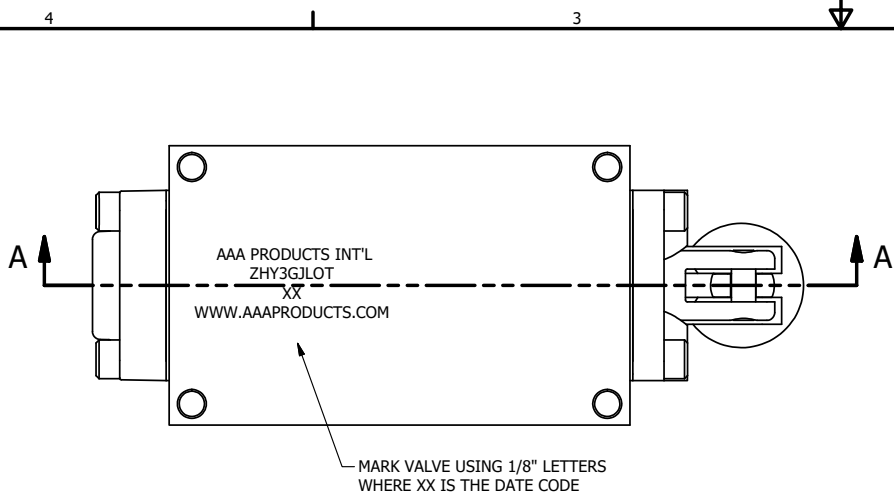 4 3
AAA PRODUCTS INT'L
ZHY3GJLOT
XX
WWW.AAAPRODUCTS.COM
A A
MARK VALVE USING 1/8" LETTERS
WHERE XX IS THE DATE CODE